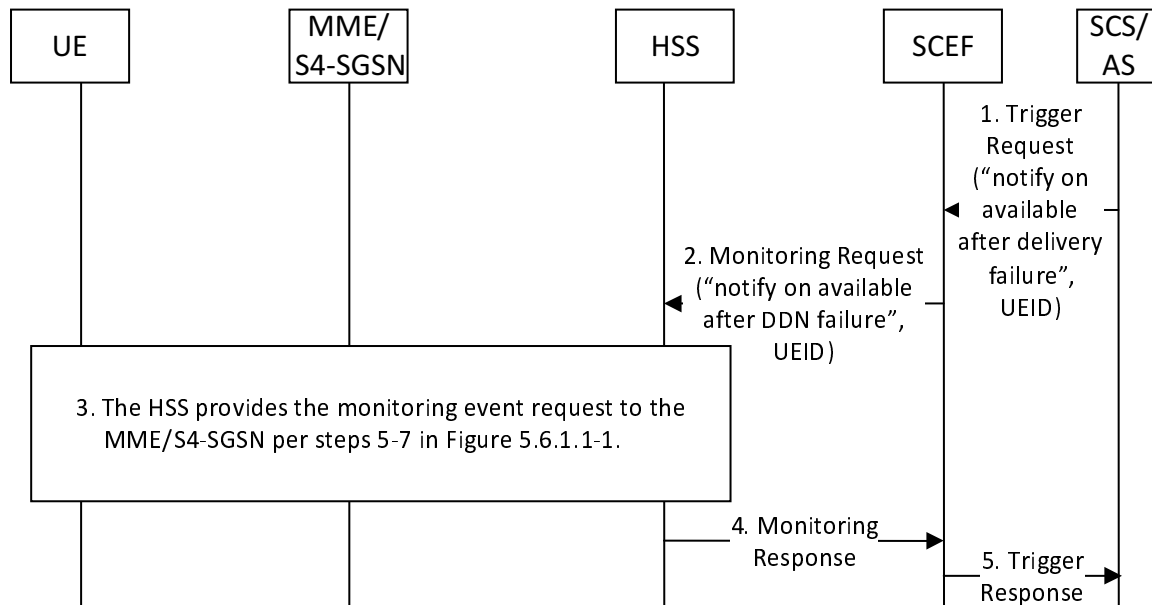 UE
MME/
S4-SGSN
HSS
SCEF
SCS/
AS
1. Trigger
Request
(“notify on
available
after delivery
failure”,
UEID)
2. Monitoring Request
(“notify on available
after DDN failure”,
UEID)
3. The HSS provides the monitoring event request to the
MME/S4-SGSN per steps 5-7 in Figure 5.6.1.1-1.
4. Monitoring
Response
5. Trigger
Response